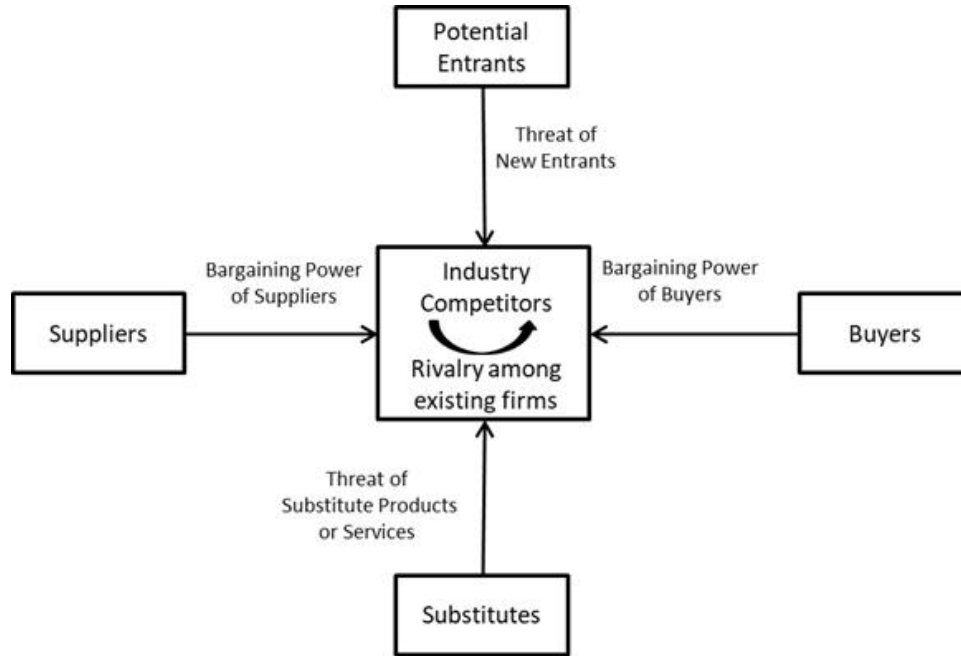 Potential
Entrants
Threat of
New Entrants
Bargaining Power
of Suppliers
Industry
Competitors
Bargaining Power
of Buyers
Suppliers
Buyers
Rivalry among
existing firms
Threat of
Substitute Products
or Services
Substitutes